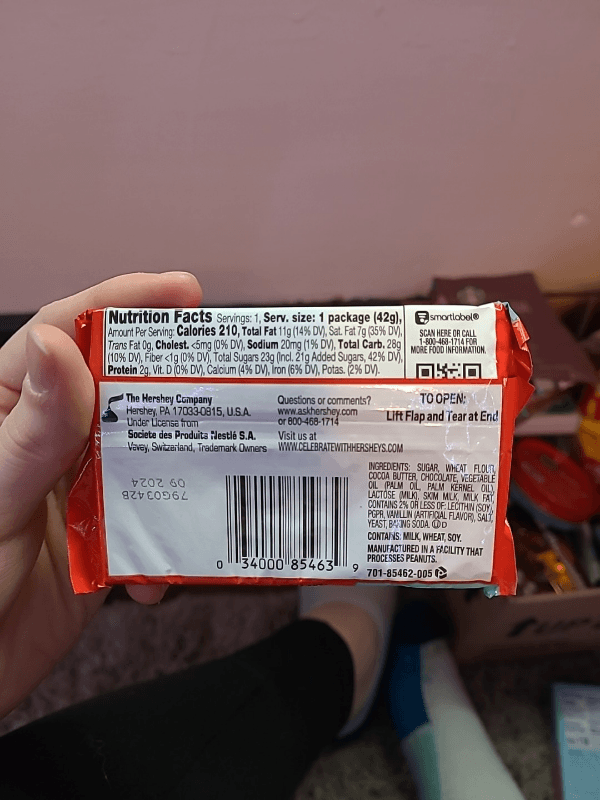 Nutrition Facts Servings: 1, Serv. size: 1 package (42g),
Amount Per Serving: Calories 210, Total Fat 11g (14% DV), Sat. Fat 7g (35% DV),
Trans Fat 0g, Cholest. <5mg (0% DV), Sodium 20mg (1% DV), Total Carb. 28g
(10% DV), Fiber <1g (0% DV), Total Sugars 23g (Incl. 21g Added Sugars, 42% DV),
Protein 2g, Vit. D (0% DV), Calcium (4% DV), Iron (6% DV), Potas. (2% DV).
smartlabel®
SCAN HERE OR CALL
1-800-468-1714 FOR
MORE FOOD INFORMATION.
The Hershey Company
Hershey, PA 17033-0815, U.S.A.
Under License from
Societe des Produits Nestlé S.A.
Vevey, Switzerland, Trademark Owners
Questions or comments?
www.askhershey.com
or 800-468-1714
Visit us at
WWW.CELEBRATEWITHHERSHEYS.COM
TO OPEN:
Lift Flap and Tear at End
79G0342B
09 2024
0 34000 85463 9
INGREDIENTS: SUGAR, WHEAT FLOUR,
COCOA BUTTER, CHOCOLATE, VEGETABLE
OIL (PALM OIL, PALM KERNEL OIL),
LACTOSE (MILK), SKIM MILK, MILK FAT,
CONTAINS 2% OR LESS OF: LECITHIN (SOY),
PGPR, VANILLIN (ARTIFICIAL FLAVOR), SALT,
YEAST, BAKING SODA. Ⓤ D
CONTAINS: MILK, WHEAT, SOY.
MANUFACTURED IN A FACILITY THAT
PROCESSES PEANUTS.
701-85462-005